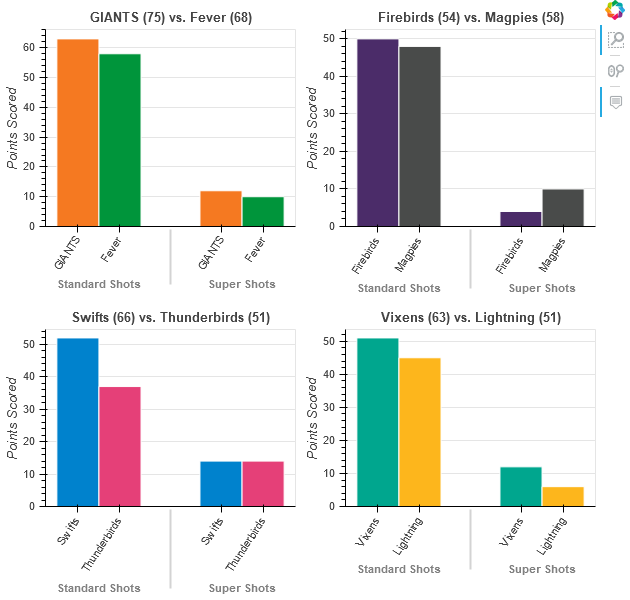 GIANTS (75) vs. Fever (68)
Points Scored
60
50
40
30
20
10
0
GIANTS
Fever
GIANTS
Fever
Standard Shots
Super Shots
Firebirds (54) vs. Magpies (58)
Points Scored
50
40
30
20
10
0
Firebirds
Magpies
Firebirds
Magpies
Standard Shots
Super Shots
Swifts (66) vs. Thunderbirds (51)
Points Scored
50
40
30
20
10
0
Swifts
Thunderbirds
Swifts
Thunderbirds
Standard Shots
Super Shots
Vixens (63) vs. Lightning (51)
Points Scored
50
40
30
20
10
0
Vixens
Lightning
Vixens
Lightning
Standard Shots
Super Shots